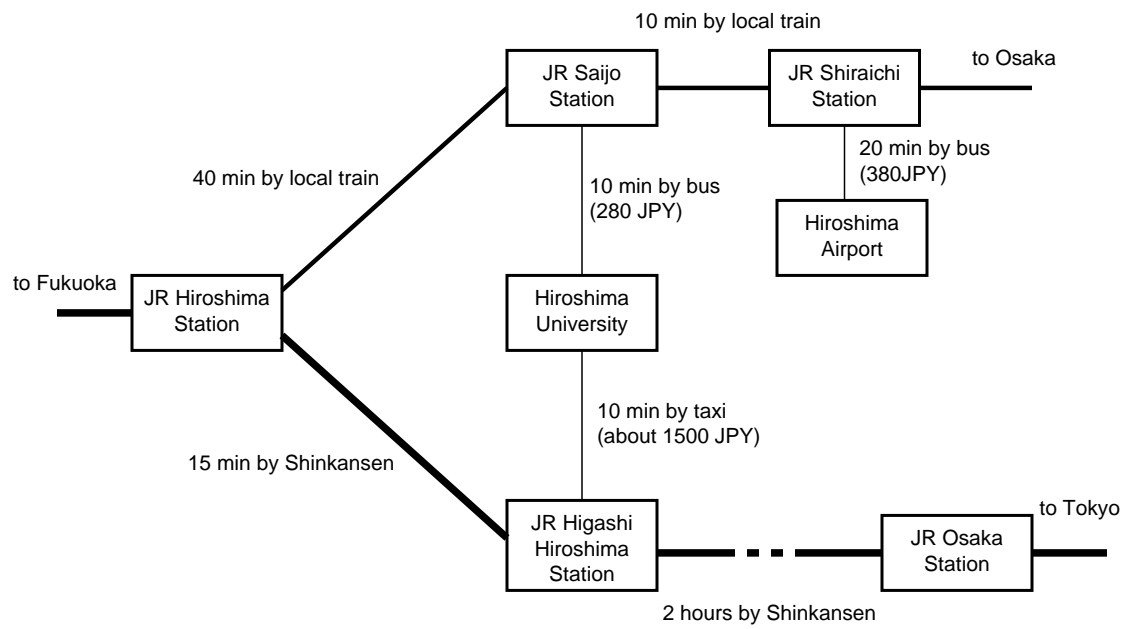 10 min by local train
JR Saijo
Station
JR Shiraichi
Station
to Osaka
20 min by bus
(380JPY)
40 min by local train
10 min by bus
(280 JPY)
Hiroshima
Airport
to Fukuoka
JR Hiroshima
Station
Hiroshima
University
10 min by taxi
(about 1500 JPY)
15 min by Shinkansen
JR Higashi
Hiroshima
Station
to Tokyo
JR Osaka
Station
2 hours by Shinkansen